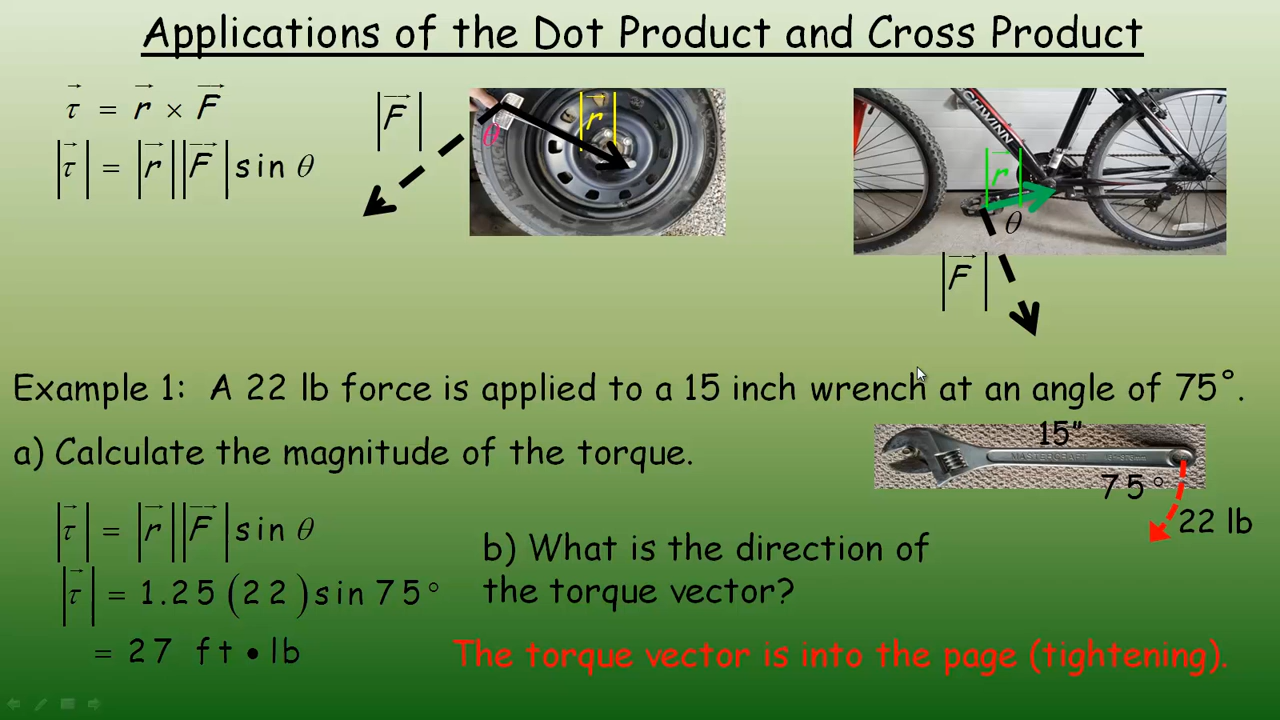 Applications of the Dot Product and Cross Product
τ⃗ = r⃗ × F⃗
|τ⃗| = |r⃗||F⃗| sin θ
|F⃗|
θ
|r⃗|
SCHWINN
|r⃗|
θ
|F⃗|
Example 1: A 22 lb force is applied to a 15 inch wrench at an angle of 75°.
a) Calculate the magnitude of the torque.
15”
MASTERCRAFT
75°
22 lb
|τ⃗| = |r⃗||F⃗| sin θ
|τ⃗| = 1.25 (22) sin 75°
= 27 ft • lb
b) What is the direction of
the torque vector?
The torque vector is into the page (tightening).